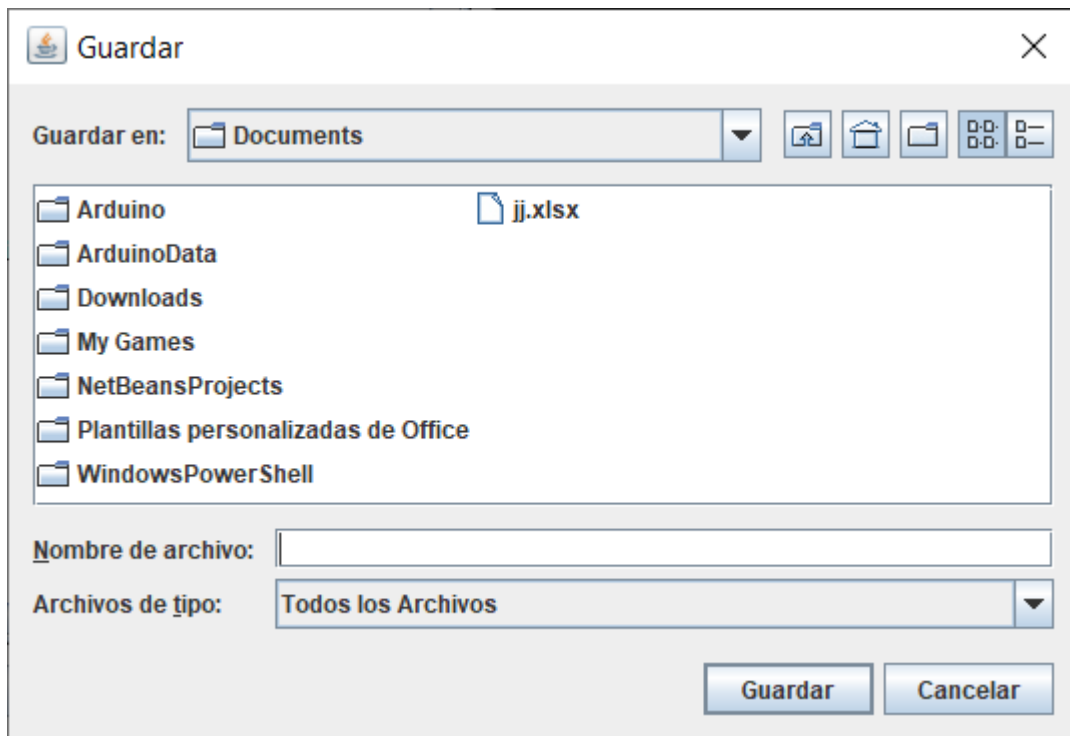 Guardar
Guardar en: Documents
Arduino
ArduinoData
Downloads
My Games
NetBeansProjects
Plantillas personalizadas de Office
WindowsPowerShell
jj.xlsx
Nombre de archivo:
Archivos de tipo: Todos los Archivos
Guardar Cancelar